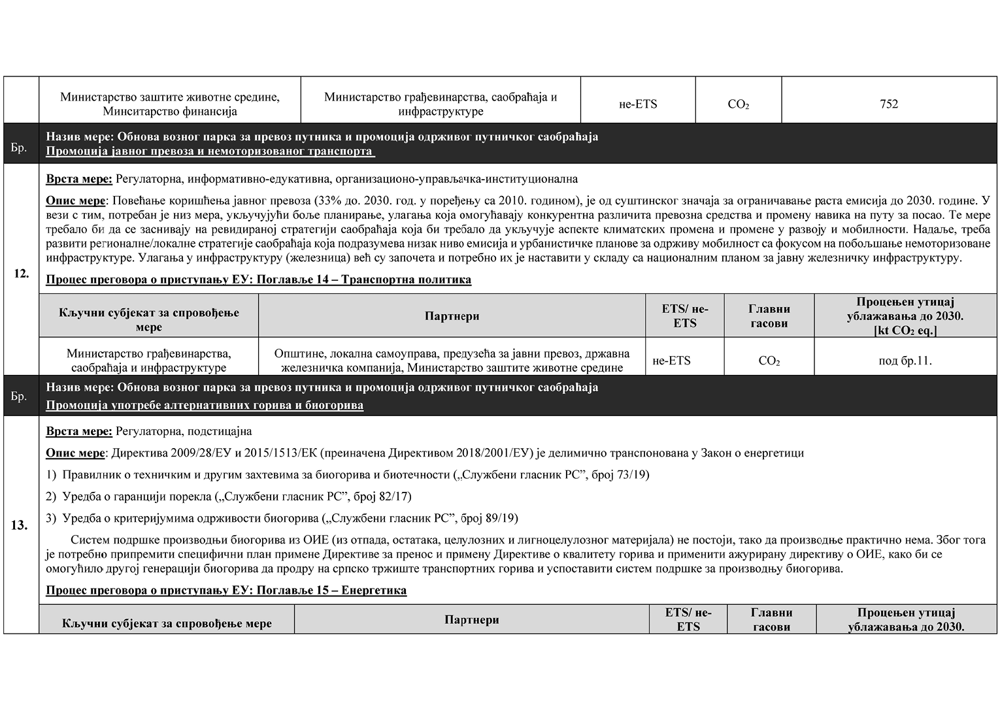 Министарство заштите животне средине,
Минситарство финансија
Министарство грађевинарства, саобраћаја и
инфраструктуре
не-ETS
CO₂
752
Бр.
Назив мере: Обнова возног парка за превоз путника и промоција одрживог путничког саобраћаја
Промоција јавног превоза и немоторизованог транспорта
12.
Врста мере: Регулаторна, информативно-едукативна, организационо-управљачка-институционална
Опис мере: Повећање коришћења јавног превоза (33% до. 2030. год. у поређењу са 2010. годином), је од суштинског значаја за ограничавање раста емисија до 2030. године. У
вези с тим, потребан је низ мера, укључујући боље планирање, улагања која омогућавају конкурентна различита превозна средства и промену навика на путу за посао. Те мере
требало би да се заснивају на ревидираној стратегији саобраћаја која би требало да укључује аспекте климатских промена и промене у развоју и мобилности. Надаље, треба
развити регионалне/локалне стратегије саобраћаја која подразумева низак ниво емисија и урбанистичке планове за одрживу мобилност са фокусом на побољшање немоторизоване
инфраструктуре. Улагања у инфраструктуру (железница) већ су започета и потребно их је наставити у складу са националним планом за јавну железничку инфраструктуру.
Процес преговора о приступању ЕУ: Поглавље 14 – Транспортна политика
Кључни субјекат за спровођење
мере
Партнери
ETS/ не-
ETS
Главни
гасови
Процењен утицај
ублажавања до 2030.
[kt CO₂ eq.]
Министарство грађевинарства,
саобраћаја и инфраструктуре
Општине, локална самоуправа, предузећа за јавни превоз, државна
железничка компанија, Министарство заштите животне средине
не-ETS
CO₂
под бр.11.
Бр.
Назив мере: Обнова возног парка за превоз путника и промоција одрживог путничког саобраћаја
Промоција употребе алтернативних горива и биогорива
13.
Врста мере: Регулаторна, подстицајна
Опис мере: Директива 2009/28/ЕУ и 2015/1513/ЕК (преиначена Директивом 2018/2001/ЕУ) је делимично транспонована у Закон о енергетици
1) Правилник о техничким и другим захтевима за биогорива и биотечности („Службени гласник РС”, број 73/19)
2) Уредба о гаранцији порекла („Службени гласник РС”, број 82/17)
3) Уредба о критеријумима одрживости биогорива („Службени гласник РС”, број 89/19)
Систем подршке производњи биогорива из ОИЕ (из отпада, остатака, целулозних и лигноцелулозног материјала) не постоји, тако да производње практично нема. Због тога
је потребно припремити специфични план примене Директиве за пренос и примену Директиве о квалитету горива и применити ажурирану директиву о ОИЕ, како би се
омогућило другој генерацији биогорива да продру на српско тржиште транспортних горива и успоставити систем подршке за производњу биогорива.
Процес преговора о приступању ЕУ: Поглавље 15 – Енергетика
Кључни субјекат за спровођење мере
Партнери
ETS/ не-
ETS
Главни
гасови
Процењен утицај
ублажавања до 2030.